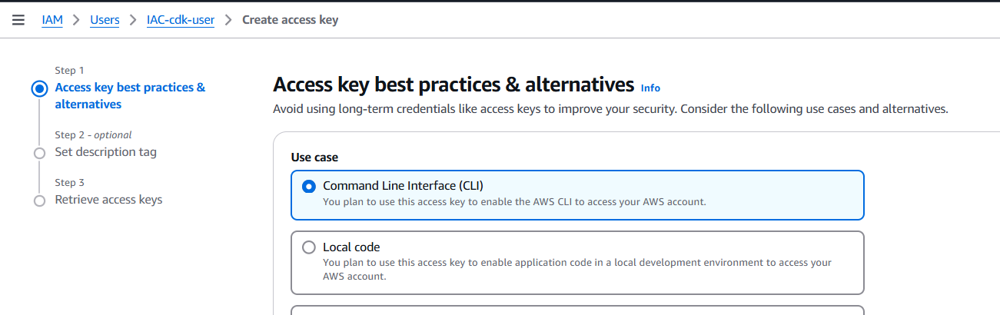 IAM > Users > IAC-cdk-user > Create access key
Step 1
Access key best practices &
alternatives
Step 2 - optional
Set description tag
Step 3
Retrieve access keys
Access key best practices & alternatives Info
Avoid using long-term credentials like access keys to improve your security. Consider the following use cases and alternatives.
Use case
Command Line Interface (CLI)
You plan to use this access key to enable the AWS CLI to access your AWS account.
Local code
You plan to use this access key to enable application code in a local development environment to access your
AWS account.